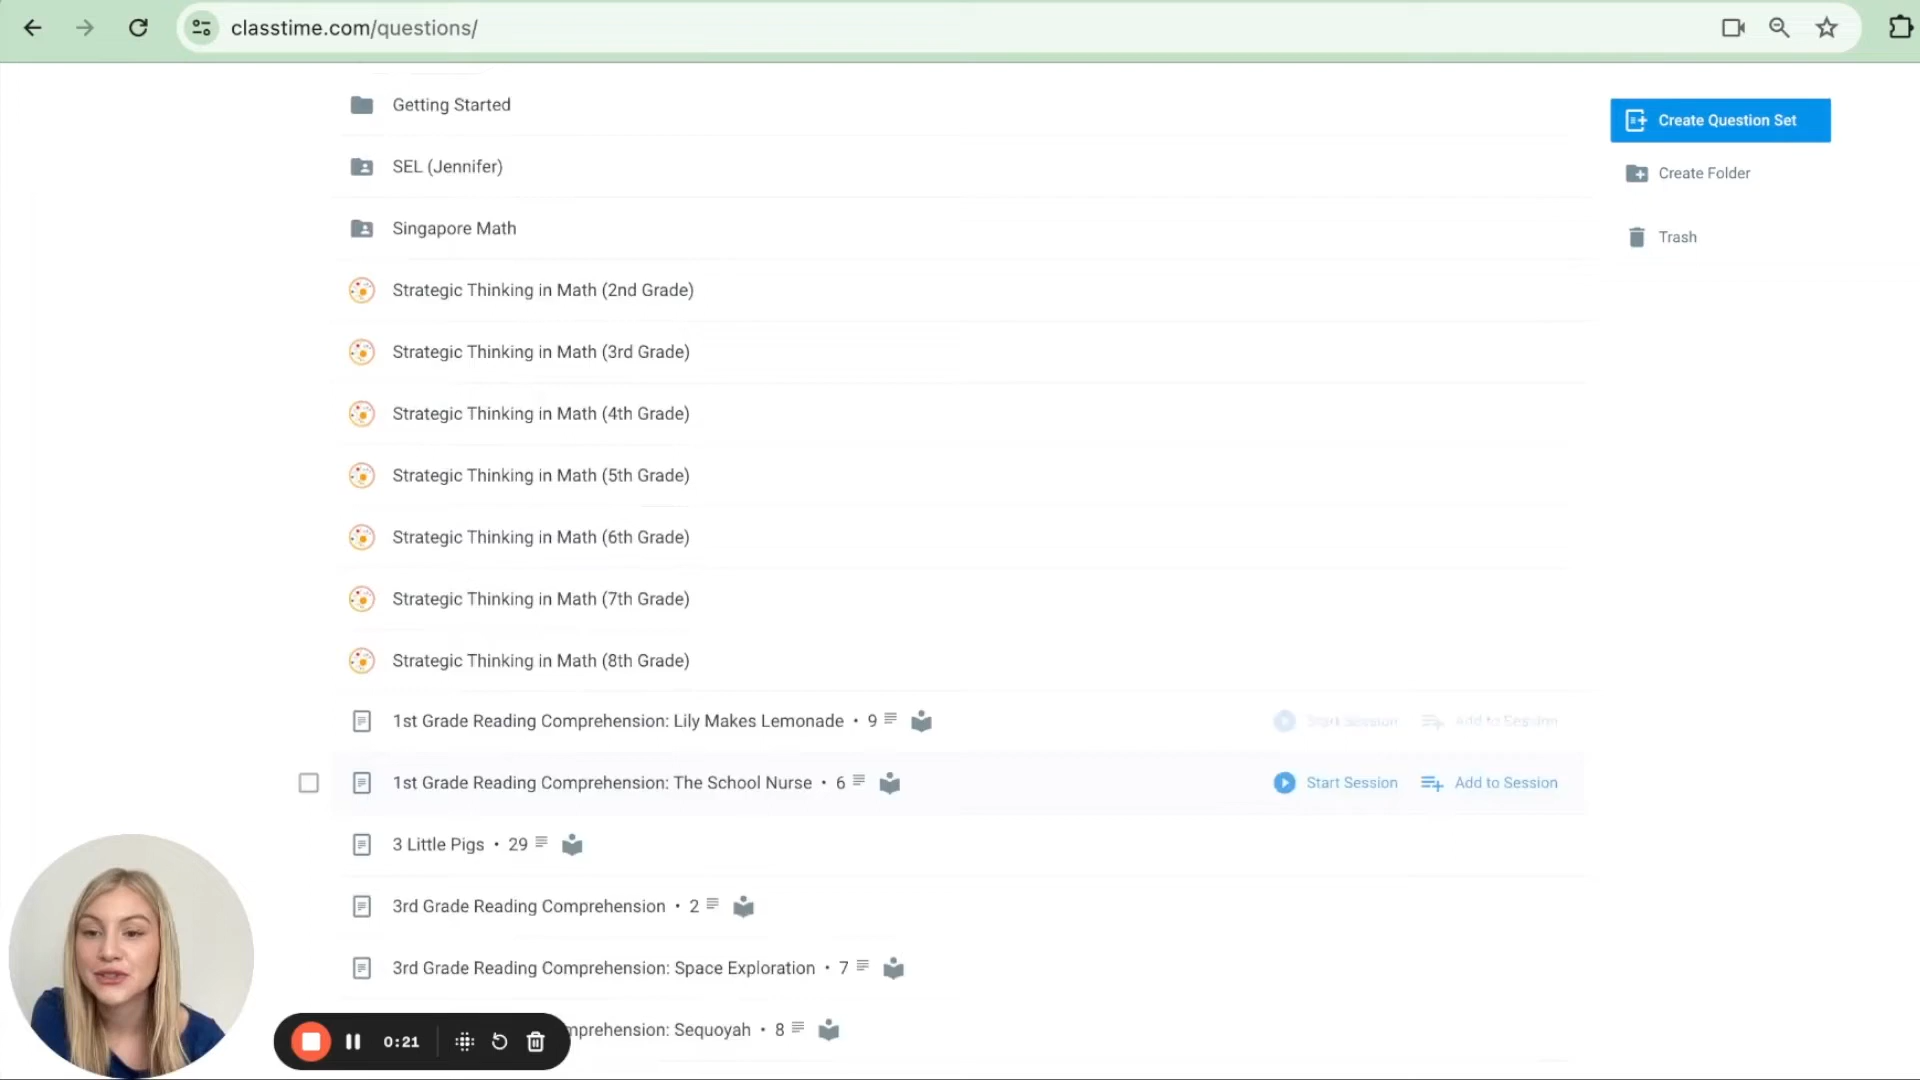 classtime.com/questions/
Getting Started
Create Question Set
SEL (Jennifer)
Create Folder
Singapore Math
Trash
Strategic Thinking in Math (2nd Grade)
Strategic Thinking in Math (3rd Grade)
Strategic Thinking in Math (4th Grade)
Strategic Thinking in Math (5th Grade)
Strategic Thinking in Math (6th Grade)
Strategic Thinking in Math (7th Grade)
Strategic Thinking in Math (8th Grade)
1st Grade Reading Comprehension: Lily Makes Lemonade • 9 Start Session Add to Session
1st Grade Reading Comprehension: The School Nurse • 6 Start Session Add to Session
3 Little Pigs • 29
3rd Grade Reading Comprehension • 2
3rd Grade Reading Comprehension: Space Exploration • 7
mprehension: Sequoyah • 8
0:21